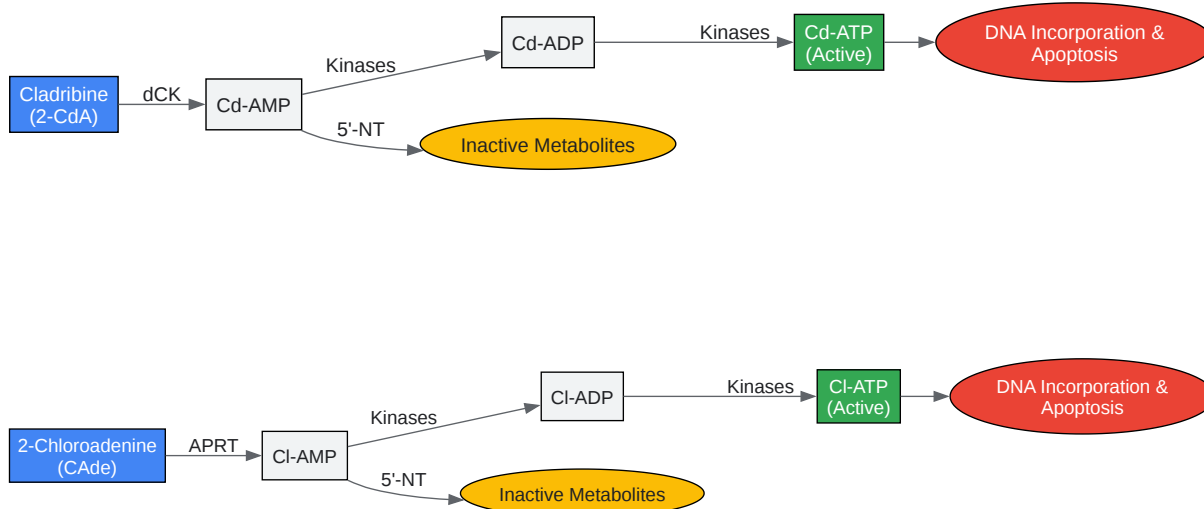 Cladribine
(2-CdA)
dCK
Cd-AMP
Kinases
Cd-ADP
Kinases
Cd-ATP
(Active)
DNA Incorporation &
Apoptosis
5'-NT
Inactive Metabolites
2-Chloroadenine
(CAde)
APRT
Cl-AMP
Kinases
Cl-ADP
Kinases
Cl-ATP
(Active)
DNA Incorporation &
Apoptosis
5'-NT
Inactive Metabolites